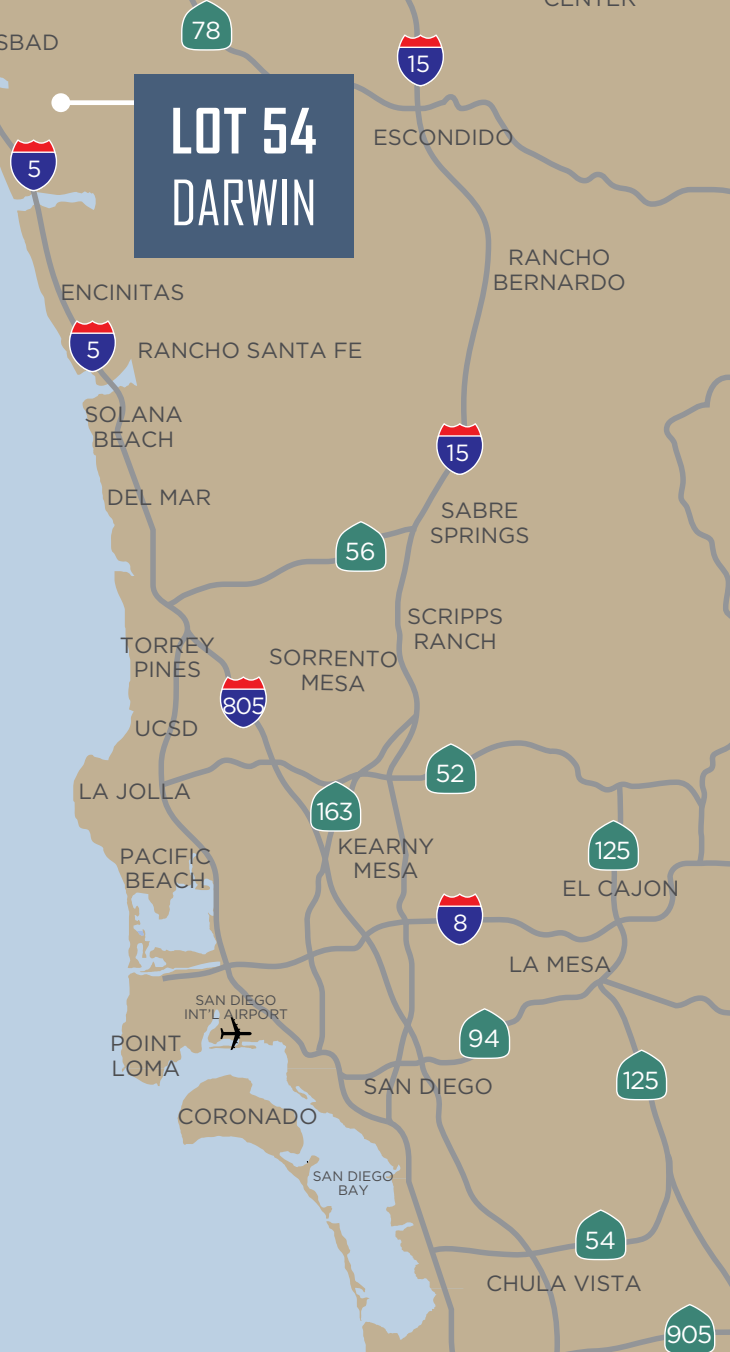 CENTER
78
SBAD
15
LOT 54
DARWIN
ESCONDIDO
5
RANCHO
BERNARDO
ENCINITAS
5
RANCHO SANTA FE
SOLANA
BEACH
15
DEL MAR
SABRE
SPRINGS
56
SCRIPPS
RANCH
TORREY
PINES
SORRENTO
MESA
805
UCSD
52
LA JOLLA
163
KEARNY
MESA
125
PACIFIC
BEACH
EL CAJON
8
LA MESA
SAN DIEGO
INT'L AIRPORT
94
POINT
LOMA
125
SAN DIEGO
CORONADO
SAN DIEGO
BAY
54
CHULA VISTA
905